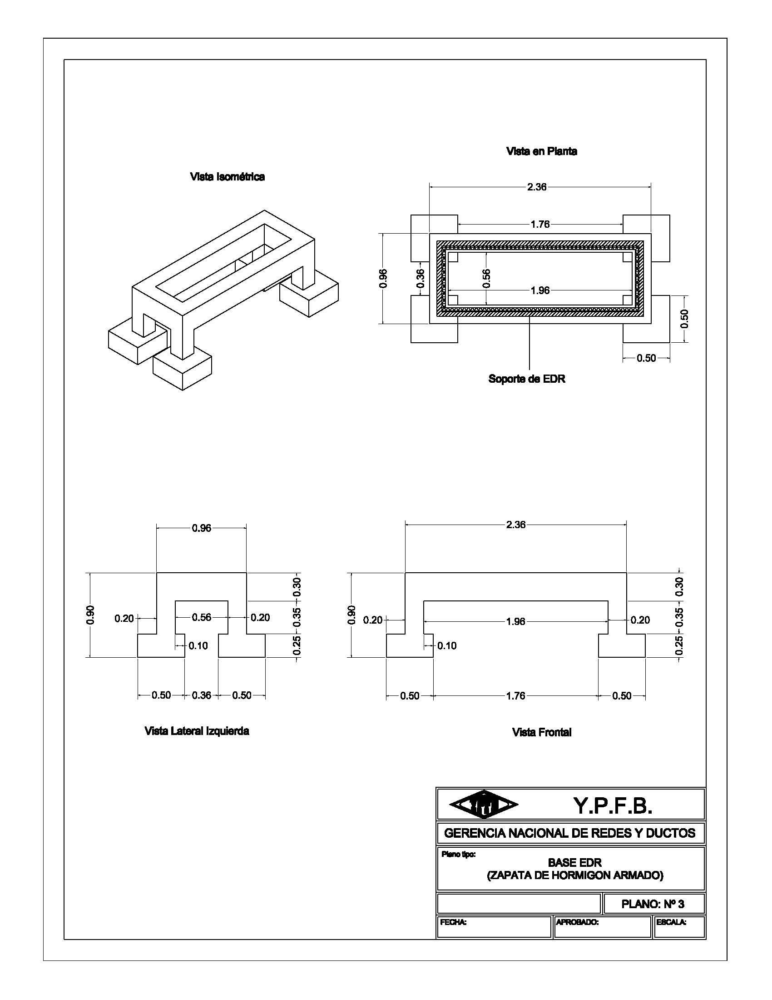 Vista en Planta
Vista Isométrica
2.36
1.76
0.96
0.36
0.56
1.96
0.50
0.50
Soporte de EDR
0.96
0.90
0.20
0.56
0.20
0.10
0.30
0.35
0.25
0.50
0.36
0.50
Vista Lateral Izquierda
2.36
0.90
0.20
1.96
0.20
0.10
0.30
0.35
0.25
0.50
1.76
0.50
Vista Frontal
Y.P.F.B.
GERENCIA NACIONAL DE REDES Y DUCTOS
Plano tipo:
BASE EDR
(ZAPATA DE HORMIGON ARMADO)
PLANO: Nº 3
FECHA:
APROBADO:
ESCALA: